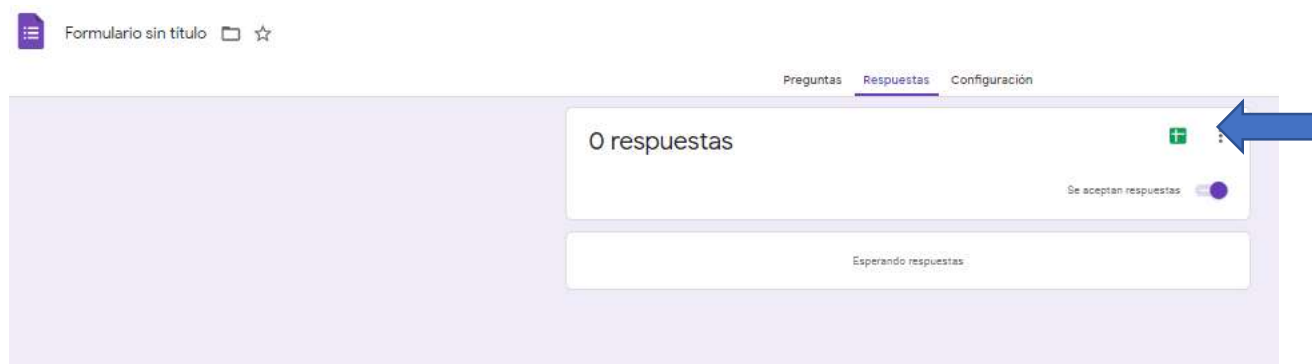 Formulario sin título
Preguntas Respuestas Configuración
0 respuestas
Se aceptan respuestas
Esperando respuestas